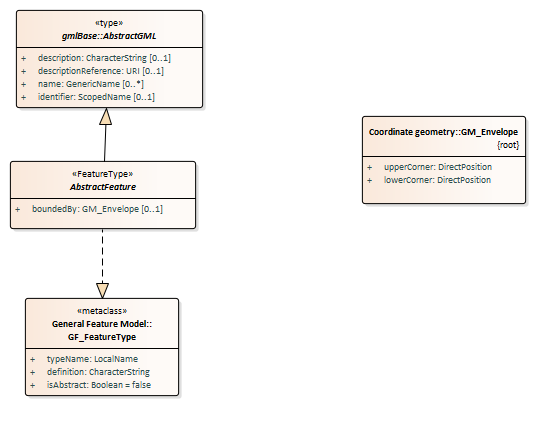 «type»
gmlBase::AbstractGML
+ description: CharacterString [0..1]
+ descriptionReference: URI [0..1]
+ name: GenericName [0..*]
+ identifier: ScopedName [0..1]
Coordinate geometry::GM_Envelope
{root}
+ upperCorner: DirectPosition
+ lowerCorner: DirectPosition
«FeatureType»
AbstractFeature
+ boundedBy: GM_Envelope [0..1]
«metaclass»
General Feature Model::
GF_FeatureType
+ typeName: LocalName
+ definition: CharacterString
+ isAbstract: Boolean = false